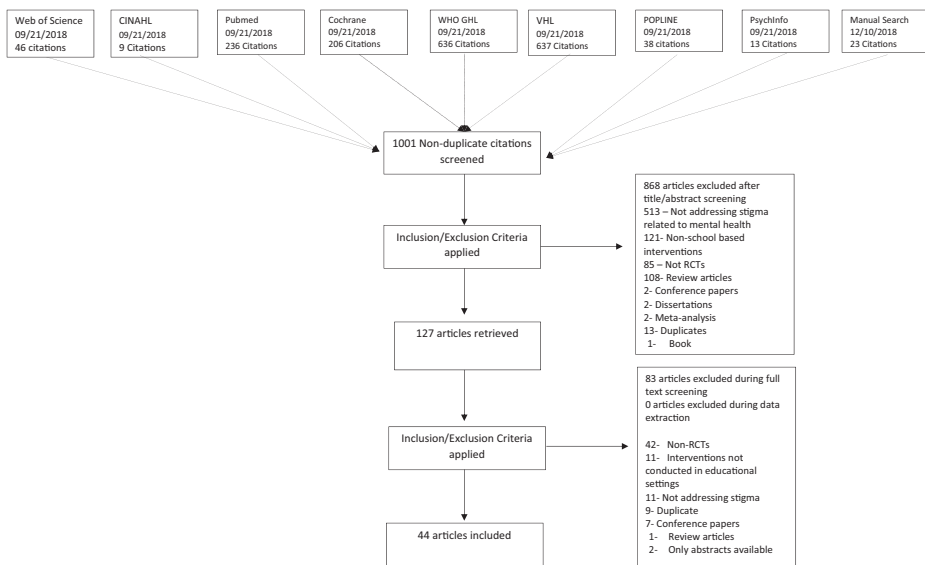 Web of Science
09/21/2018
46 citations
CINAHL
09/21/2018
9 Citations
Pubmed
09/21/2018
236 Citations
Cochrane
09/21/2018
206 Citations
WHO GHL
09/21/2018
636 Citations
VHL
09/21/2018
637 Citations
POPLINE
09/21/2018
38 citations
PsychInfo
09/21/2018
13 Citations
Manual Search
12/10/2018
23 Citations
1001 Non-duplicate citations
screened
868 articles excluded after
title/abstract screening
513 – Not addressing stigma
related to mental health
121- Non-school based
interventions
85 – Not RCTs
108- Review articles
2- Conference papers
2- Dissertations
2- Meta-analysis
13- Duplicates
1- Book
Inclusion/Exclusion Criteria
applied
127 articles retrieved
83 articles excluded during full
text screening
0 articles excluded during data
extraction
42- Non-RCTs
11- Interventions not
conducted in educational
settings
11- Not addressing stigma
9- Duplicate
7- Conference papers
1- Review articles
2- Only abstracts available
Inclusion/Exclusion Criteria
applied
44 articles included